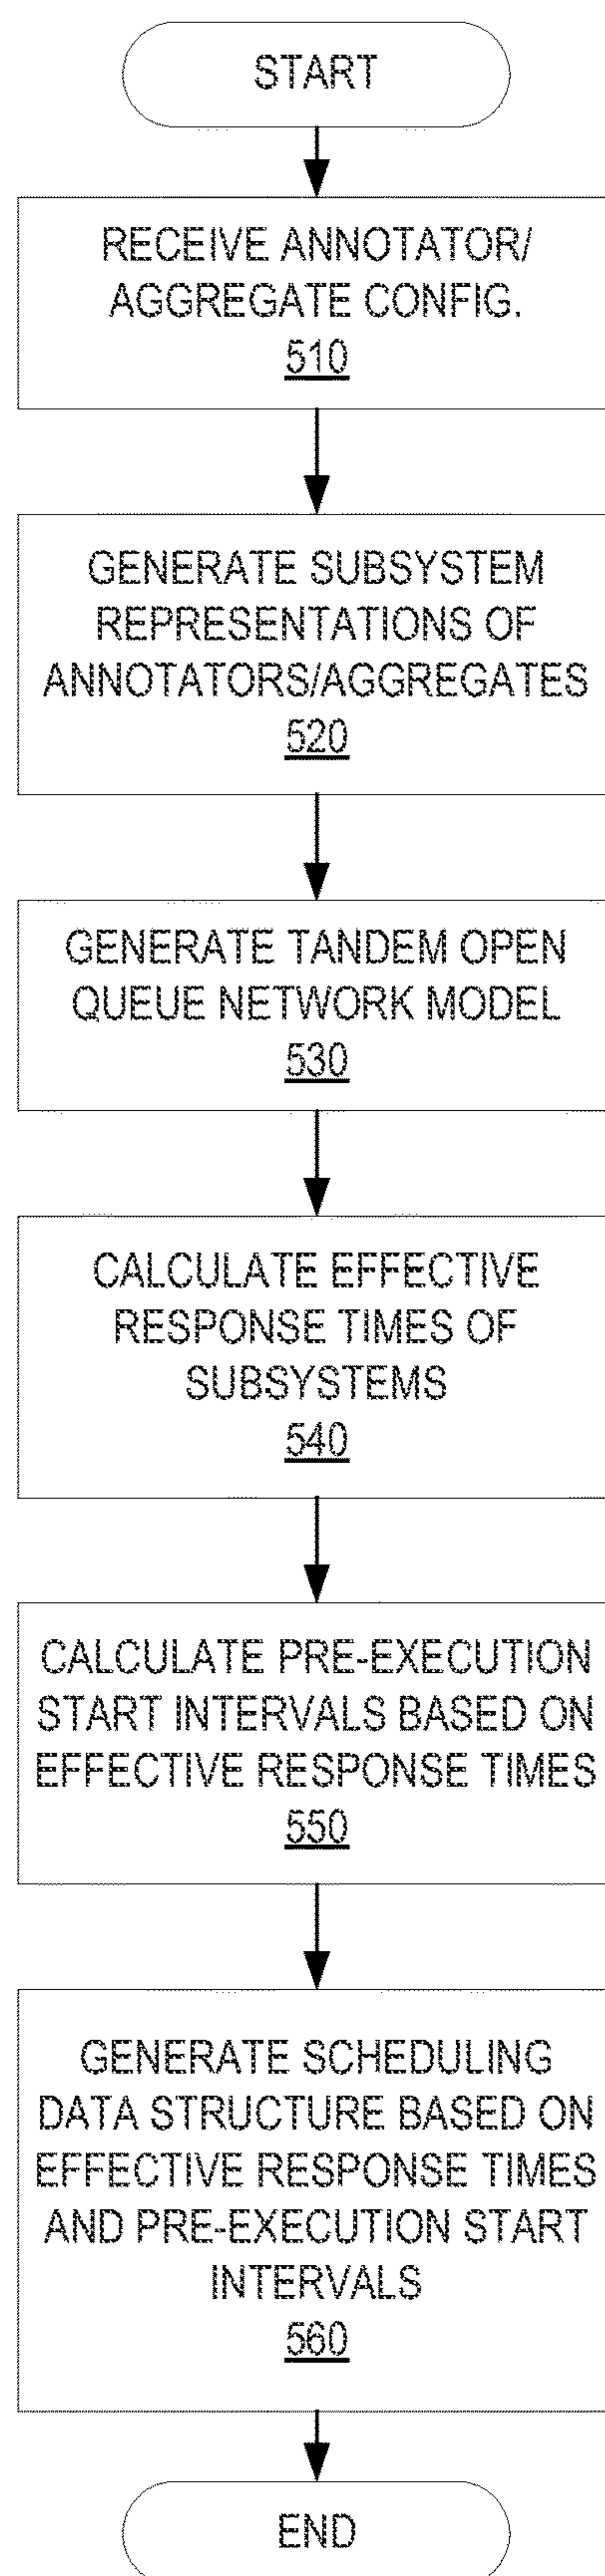 START
RECEIVE ANNOTATOR/
AGGREGATE CONFIG.
510
GENERATE SUBSYSTEM
REPRESENTATIONS OF
ANNOTATORS/AGGREGATES
520
GENERATE TANDEM OPEN
QUEUE NETWORK MODEL
530
CALCULATE EFFECTIVE
RESPONSE TIMES OF
SUBSYSTEMS
540
CALCULATE PRE-EXECUTION
START INTERVALS BASED ON
EFFECTIVE RESPONSE TIMES
550
GENERATE SCHEDULING
DATA STRUCTURE BASED ON
EFFECTIVE RESPONSE TIMES
AND PRE-EXECUTION START
INTERVALS
560
END